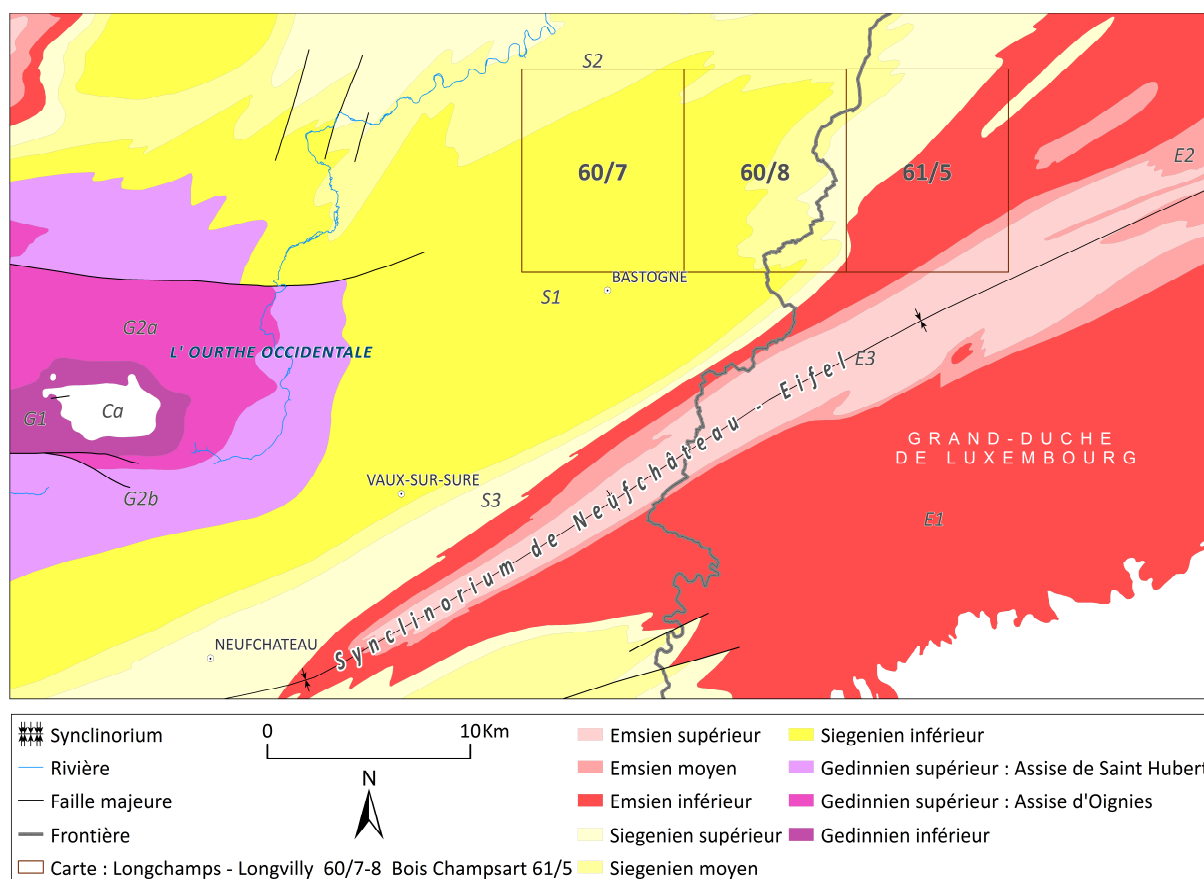 S2
E2
60/7
60/8
61/5
BASTOGNE
S1
G2a
L' OURTHE OCCIDENTALE
E3
Ca
G1
GRAND-DUCHE
DE LUXEMBOURG
VAUX-SUR-SURE
G2b
S3
E1
Synclinorium de Neufchâteau - Eifel
NEUFCHATEAU
Synclinorium
Rivière
Faille majeure
Frontière
Carte : Longchamps - Longvilly 60/7-8 Bois Champsart 61/5
0 10Km
N
Emsien supérieur
Emsien moyen
Emsien inférieur
Siegenien supérieur
Siegenien moyen
Siegenien inférieur
Gedinnien supérieur : Assise de Saint Hubert
Gedinnien supérieur : Assise d'Oignies
Gedinnien inférieur